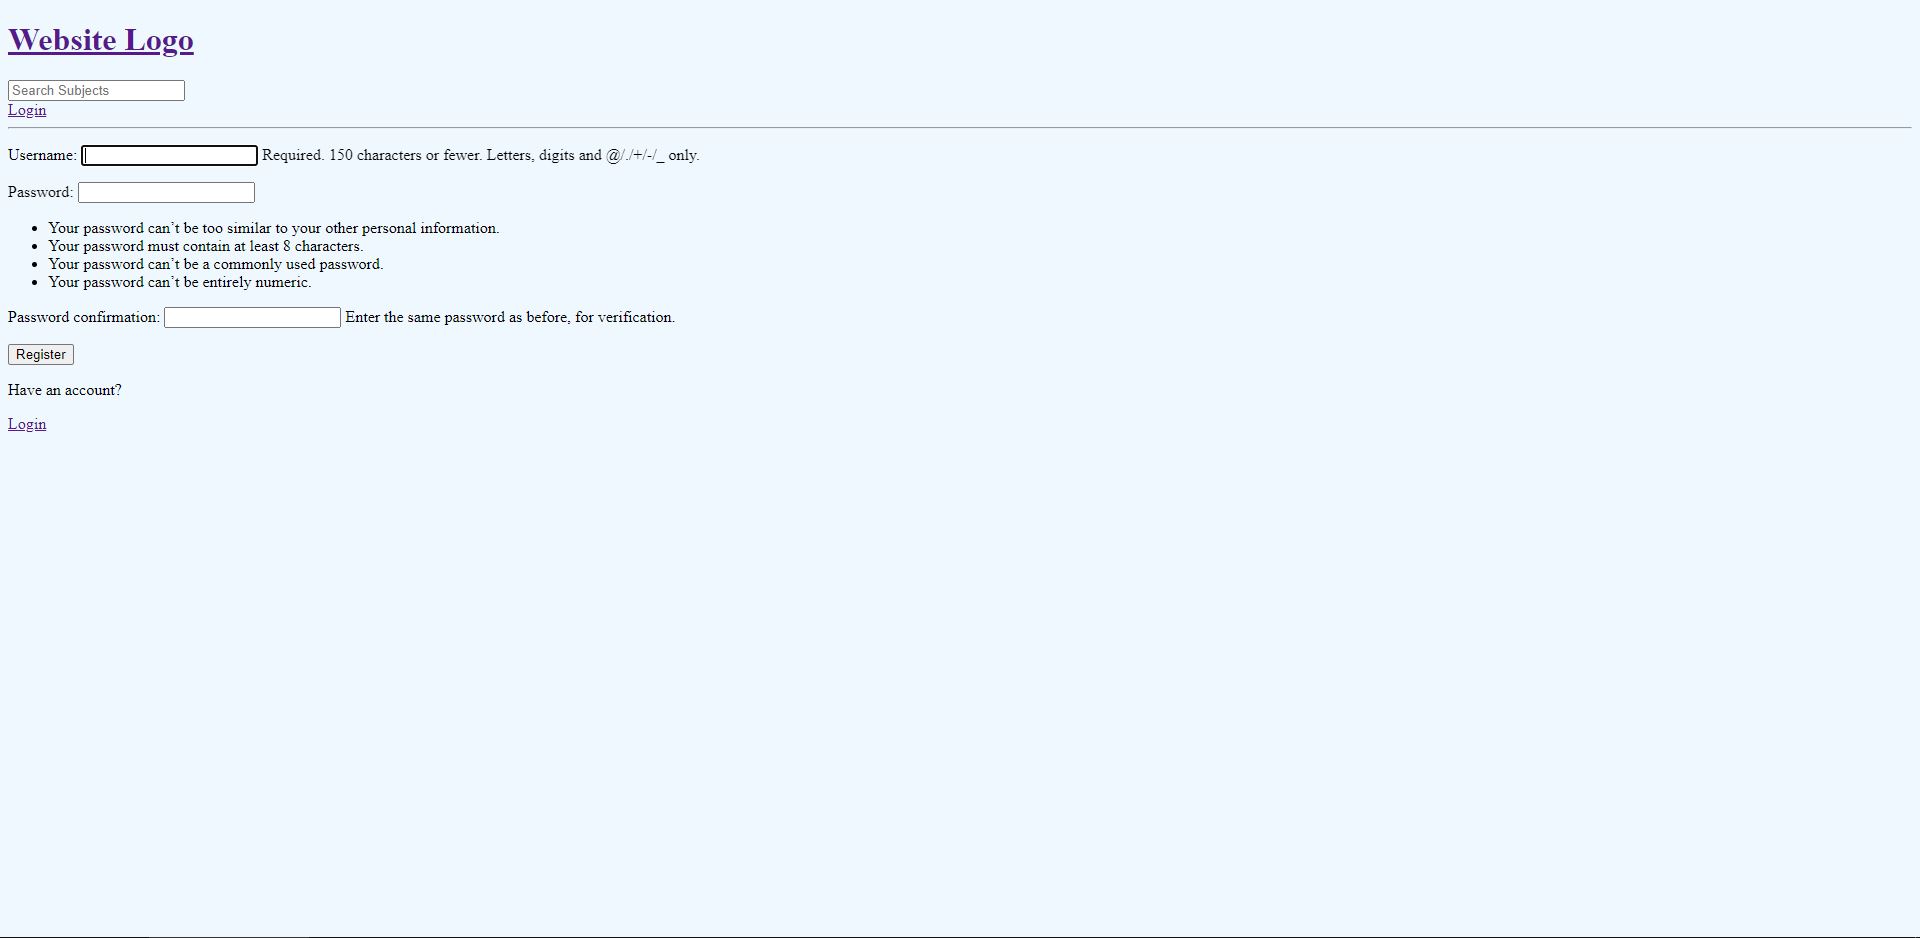 Website Logo
Search Subjects
Login
Username: Required. 150 characters or fewer. Letters, digits and @/./+/-/_ only.
Password:
Your password can’t be too similar to your other personal information.
Your password must contain at least 8 characters.
Your password can’t be a commonly used password.
Your password can’t be entirely numeric.
Password confirmation: Enter the same password as before, for verification.
Register
Have an account?
Login